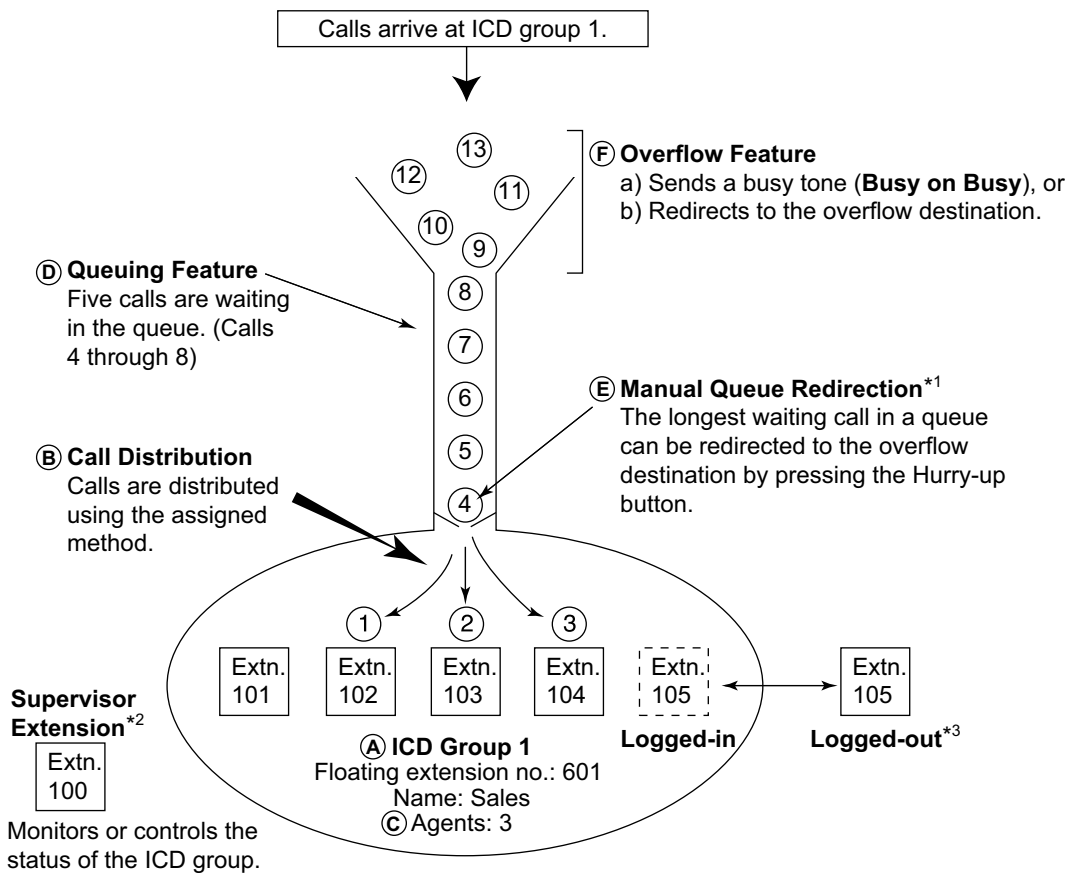 Calls arrive at ICD group 1.
13
12
11
10
9
8
7
6
5
4
Ⓕ Overflow Feature
a) Sends a busy tone (Busy on Busy), or
b) Redirects to the overflow destination.
Ⓓ Queuing Feature
Five calls are waiting
in the queue. (Calls
4 through 8)
Ⓔ Manual Queue Redirection*1
The longest waiting call in a queue
can be redirected to the overflow
destination by pressing the Hurry-up
button.
Ⓑ Call Distribution
Calls are distributed
using the assigned
method.
1
2
3
Extn.
101
Extn.
102
Extn.
103
Extn.
104
Extn.
105
Extn.
105
Logged-in
Logged-out*3
Supervisor
Extension*2
Extn.
100
Monitors or controls the
status of the ICD group.
Ⓐ ICD Group 1
Floating extension no.: 601
Name: Sales
Ⓒ Agents: 3